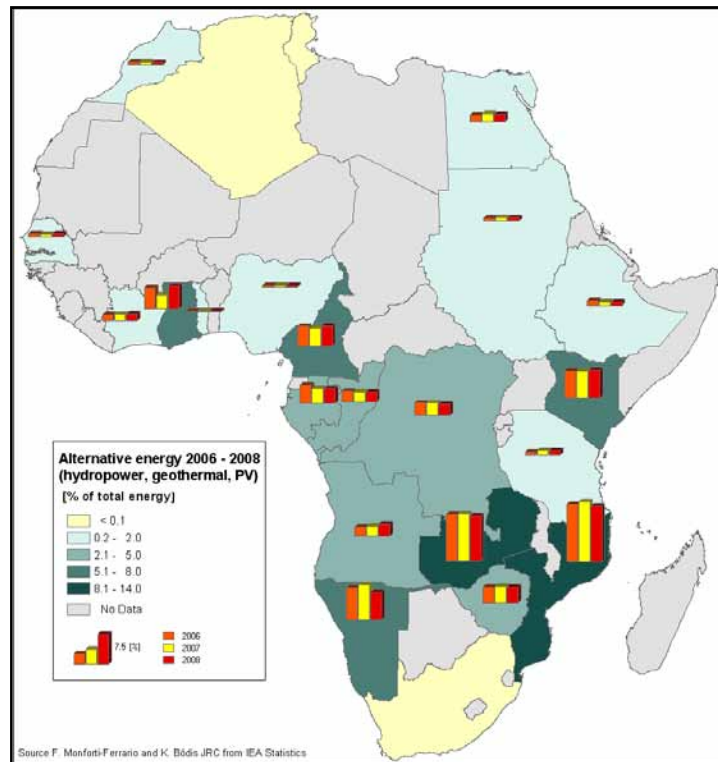 Alternative energy 2006 - 2008
(hydropower, geothermal, PV)
[% of total energy]
< 0.1
0.2 - 2.0
2.1 - 5.0
5.1 - 8.0
8.1 - 14.0
No Data
7.5 [%]
2006
2007
2008
Source F. Monforti-Ferrario and K. Bódis JRC from IEA Statistics